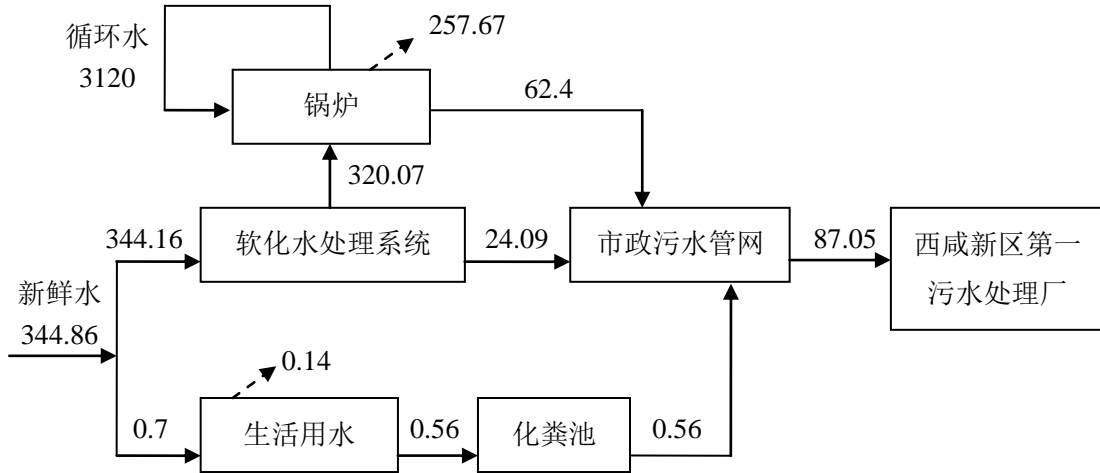 循环水
3120
257.67
锅炉
62.4
320.07
344.16
软化水处理系统
24.09
市政污水管网
87.05
西咸新区第一
污水处理厂
新鲜水
344.86
0.14
0.7
生活用水
0.56
化粪池
0.56